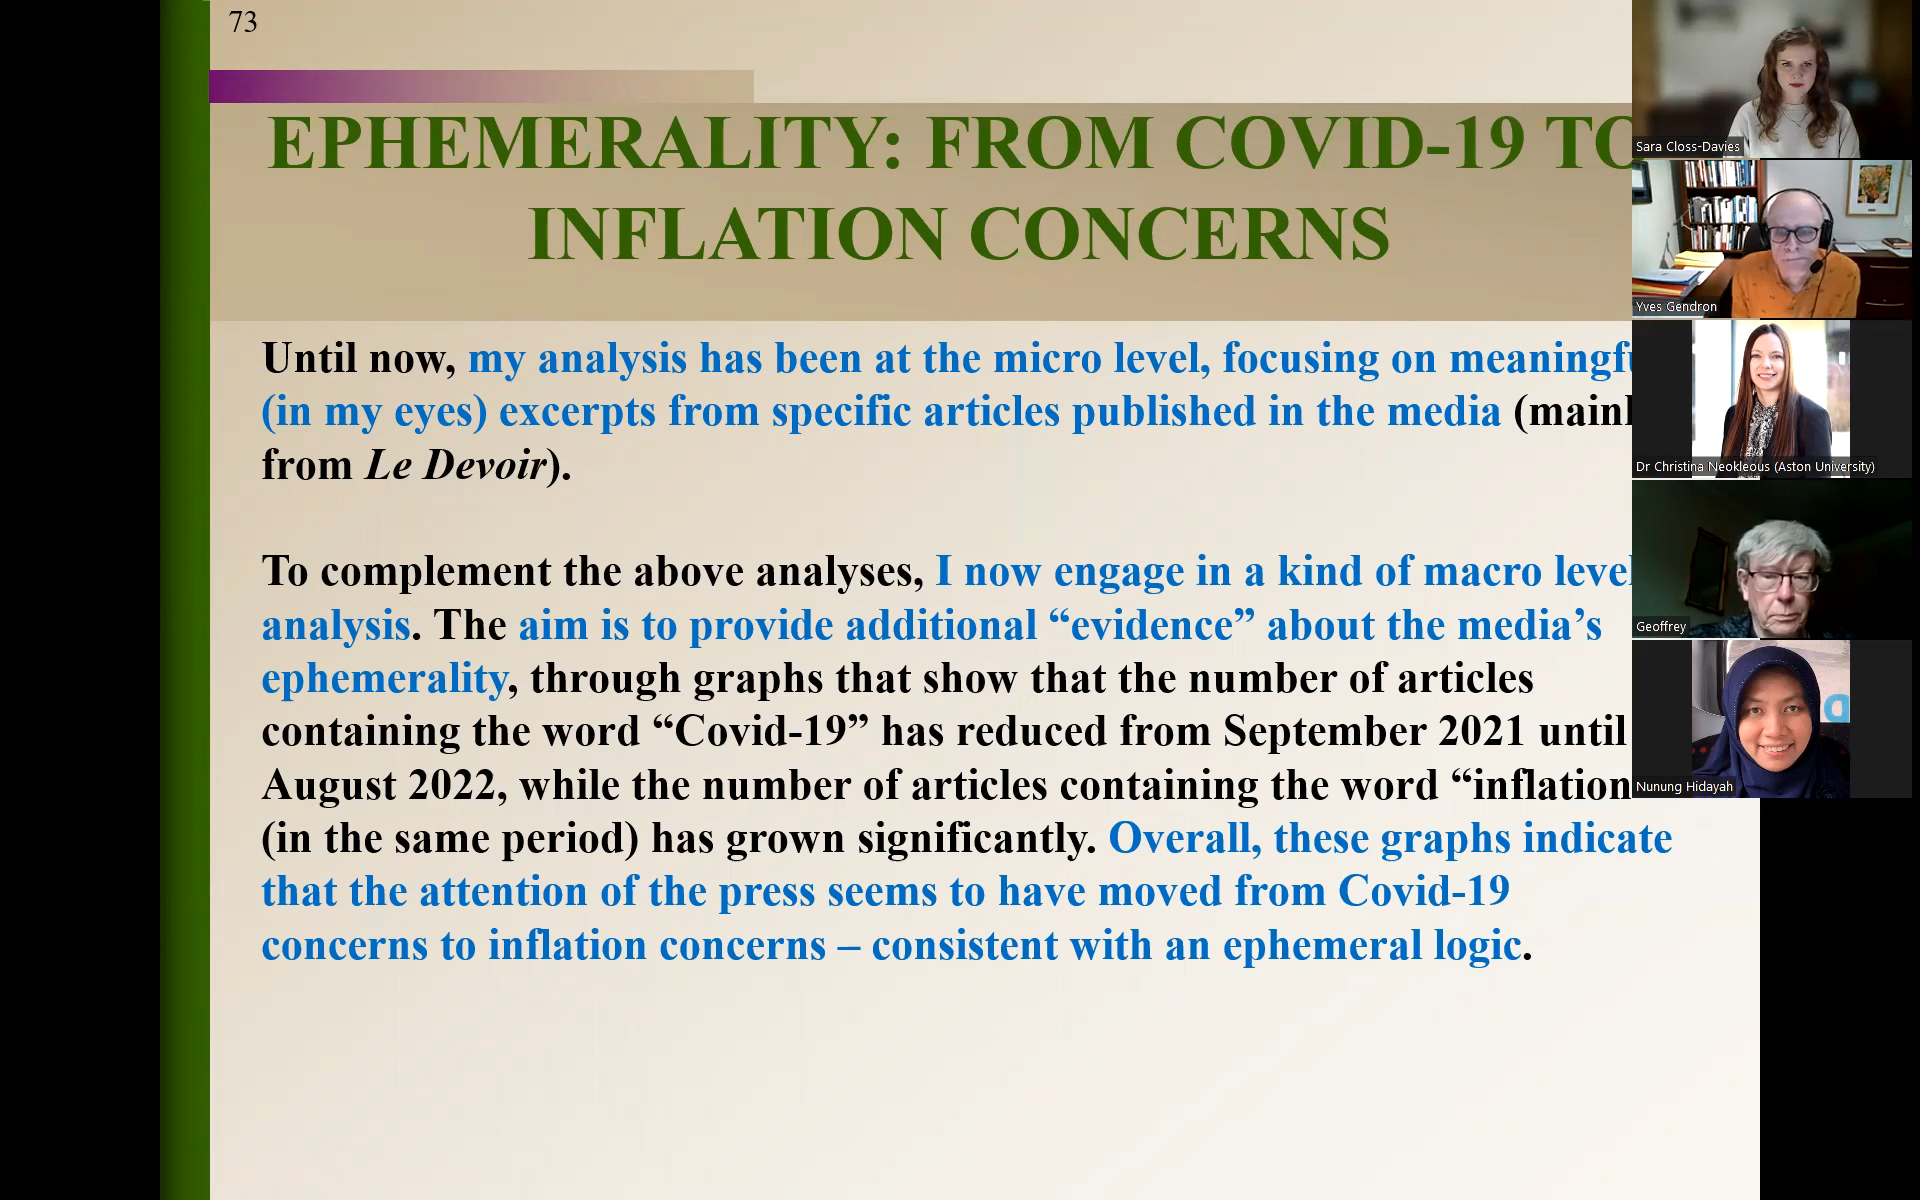 73
EPHEMERALITY: FROM COVID-19 TO
INFLATION CONCERNS
Until now, my analysis has been at the micro level, focusing on
(in my eyes) excerpts from specific articles published in the media
from Le Devoir).
To complement the above analyses, I now engage in a kind of macro level
analysis. The aim is to provide additional “evidence” about the media’s
ephemerality, through graphs that show that the number of articles
containing the word “Covid-19” has reduced from September 2021 until
August 2022, while the number of articles containing the word “inflation
(in the same period) has grown significantly. Overall, these graphs indicate
that the attention of the press seems to have moved from Covid-19
concerns to inflation concerns – consistent with an ephemeral logic.
Sara Closs-Davies
Yves Gendron
Dr Christina Neokleous (Aston University)
Geoffrey
Nunung Hidayah